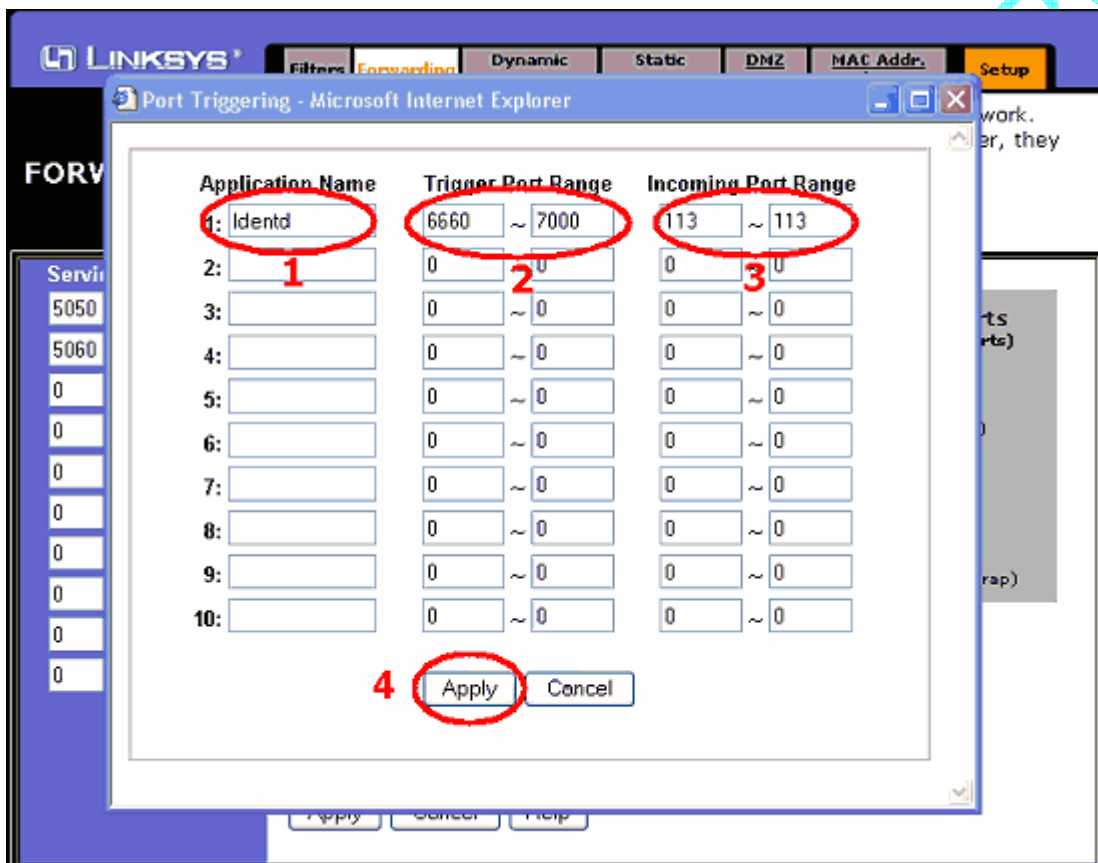 LINKSYS®
Filters Forwarding Dynamic Static DMZ MAC Addr. Setup
Port Triggering - Microsoft Internet Explorer
work.
er, they
FORW
Application Name Trigger Port Range Incoming Port Range
1: Identd 6660 ~ 7000 113 ~ 113
1 2 3
2: 0 ~ 0 0 ~ 0
3: 0 ~ 0 0 ~ 0
4: 0 ~ 0 0 ~ 0
5: 0 ~ 0 0 ~ 0
6: 0 ~ 0 0 ~ 0
7: 0 ~ 0 0 ~ 0
8: 0 ~ 0 0 ~ 0
9: 0 ~ 0 0 ~ 0
10: 0 ~ 0 0 ~ 0
4 Apply Cancel
Servi
5050
5060
0
0
0
0
0
0
0
0
rts
rts)
)
rap)
Apply Cancel Help